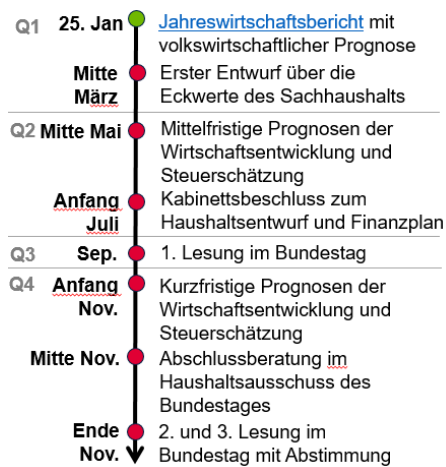 Q1 25. Jan Jahreswirtschaftsbericht mit
volkswirtschaftlicher Prognose
Mitte Erster Entwurf über die
März Eckwerte des Sachhaushalts
Q2 Mitte Mai Mittelfristige Prognosen der
Wirtschaftsentwicklung und
Steuerschätzung
Anfang Kabinettsbeschluss zum
Juli Haushaltsentwurf und Finanzplan
Q3 Sep. 1. Lesung im Bundestag
Q4 Anfang Kurzfristige Prognosen der
Nov. Wirtschaftsentwicklung und
Steuerschätzung
Mitte Nov. Abschlussberatung im
Haushaltsausschuss des
Bundestages
Ende 2. und 3. Lesung im
Nov. Bundestag mit Abstimmung